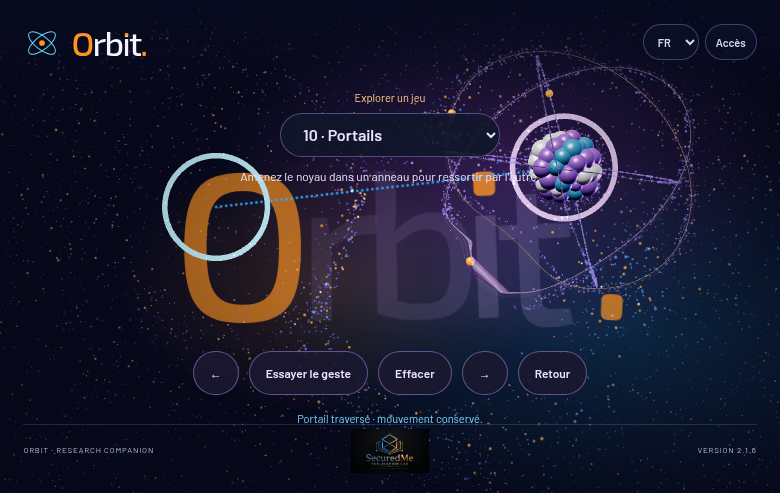 Orbit.
FR
Accès
Explorer un jeu
10 · Portails
Amenez le noyau dans un anneau pour ressortir par l'autre.
Orbit
←
Essayer le geste
Effacer
→
Retour
Portail traversé · mouvement conservé.
ORBIT · RESEARCH COMPANION
SecuredMe
VERSION 2.1.6